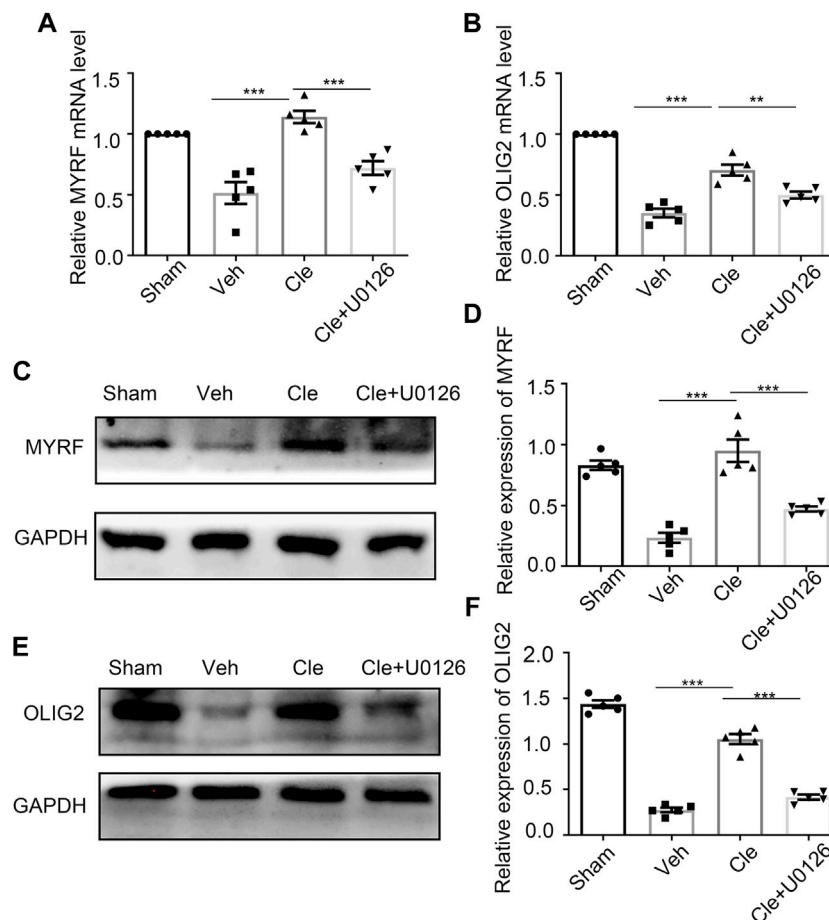 A
Relative MYRF mRNA level
1.5
1.0
0.5
0.0
***
***
Sham
Veh
Cle
Cle+U0126
B
Relative OLIG2 mRNA level
1.5
1.0
0.5
0.0
***
**
Sham
Veh
Cle
Cle+U0126
C
Sham Veh Cle Cle+U0126
MYRF
GAPDH
D
Relative expression of MYRF
1.5
1.0
0.5
0.0
***
***
Sham
Veh
Cle
Cle+U0126
E
Sham Veh Cle Cle+U0126
OLIG2
GAPDH
F
Relative expression of OLIG2
2.0
1.5
1.0
0.5
0.0
***
***
Sham
Veh
Cle
Cle+U0126